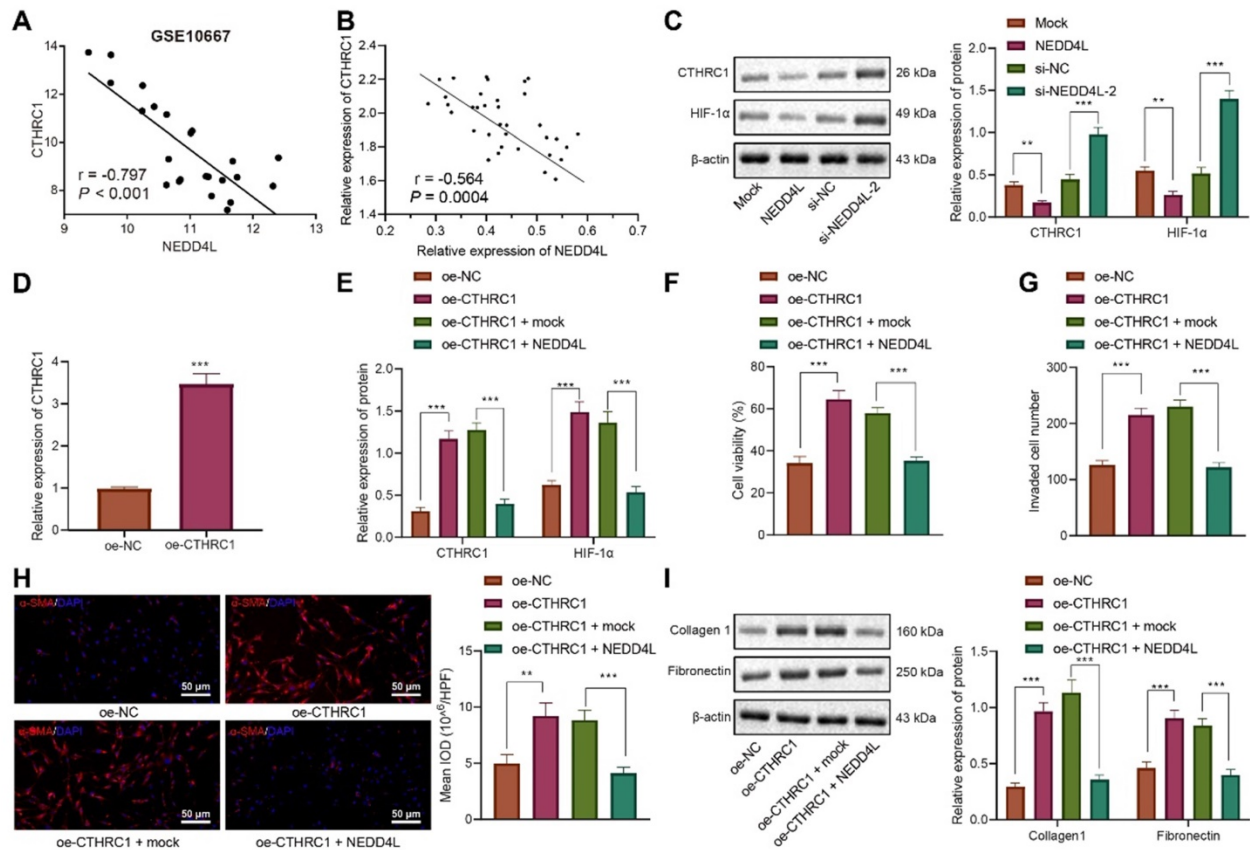 A
GSE10667
CTHRC1
14
12
10
8
r = -0.797
P < 0.001
9 10 11 12 13
NEDD4L
B
Relative expression of CTHRC1
2.4
2.2
2.0
1.8
1.6
1.4
r = -0.564
P = 0.0004
0.2 0.3 0.4 0.5 0.6 0.7
Relative expression of NEDD4L
C
CTHRC1 26 kDa
HIF-1α 49 kDa
β-actin 43 kDa
Mock NEDD4L si-NC si-NEDD4L-2
Mock
NEDD4L
si-NC
si-NEDD4L-2
Relative expression of protein
2.0
1.5
1.0
0.5
0.0
** *** ** ***
CTHRC1 HIF-1α
D
Relative expression of CTHRC1
4
3
2
1
0
***
oe-NC oe-CTHRC1
E
oe-NC
oe-CTHRC1
oe-CTHRC1 + mock
oe-CTHRC1 + NEDD4L
Relative expression of protein
2.0
1.5
1.0
0.5
0.0
*** *** *** ***
CTHRC1 HIF-1α
F
oe-NC
oe-CTHRC1
oe-CTHRC1 + mock
oe-CTHRC1 + NEDD4L
Cell viability (%)
80
60
40
20
0
*** ***
G
oe-NC
oe-CTHRC1
oe-CTHRC1 + mock
oe-CTHRC1 + NEDD4L
Invaded cell number
300
200
100
0
*** ***
H
α-SMA/DAPI α-SMA/DAPI
50 μm 50 μm
oe-NC oe-CTHRC1
α-SMA/DAPI α-SMA/DAPI
50 μm 50 μm
oe-CTHRC1 + mock oe-CTHRC1 + NEDD4L
oe-NC
oe-CTHRC1
oe-CTHRC1 + mock
oe-CTHRC1 + NEDD4L
Mean IOD (10^6/HPF)
15
10
5
0
** ***
I
Collagen 1 160 kDa
Fibronectin 250 kDa
β-actin 43 kDa
oe-NC oe-CTHRC1 oe-CTHRC1 + mock oe-CTHRC1 + NEDD4L
oe-NC
oe-CTHRC1
oe-CTHRC1 + mock
oe-CTHRC1 + NEDD4L
Relative expression of protein
1.5
1.0
0.5
0.0
*** *** *** ***
Collagen1 Fibronectin